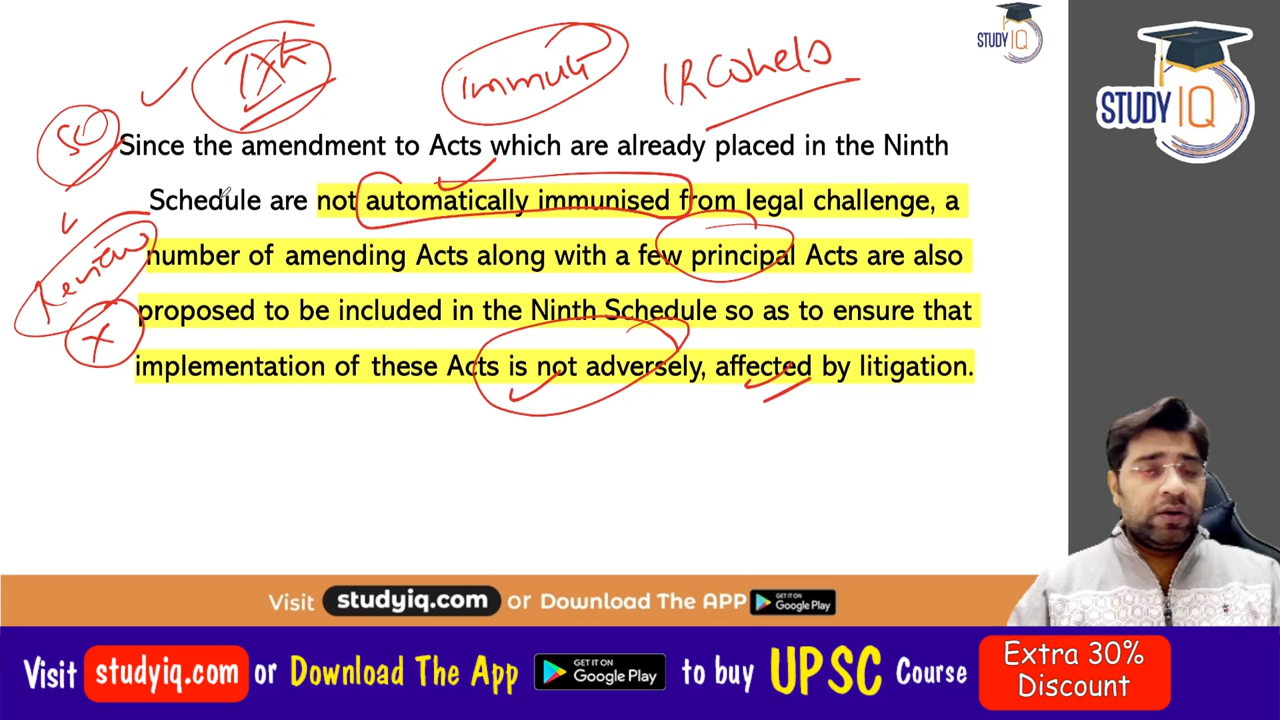 IXth
immuni
IR Cohelo
STUDY IQ
STUDY IQ
SC
Since the amendment to Acts which are already placed in the Ninth
Schedule are not automatically immunised from legal challenge, a
Review
number of amending Acts along with a few principal Acts are also
proposed to be included in the Ninth Schedule so as to ensure that
X
implementation of these Acts is not adversely, affected by litigation.
Visit studyiq.com or Download The APP GET IT ON Google Play
Visit studyiq.com or Download The App GET IT ON Google Play to buy UPSC Course
Extra 30%
Discount